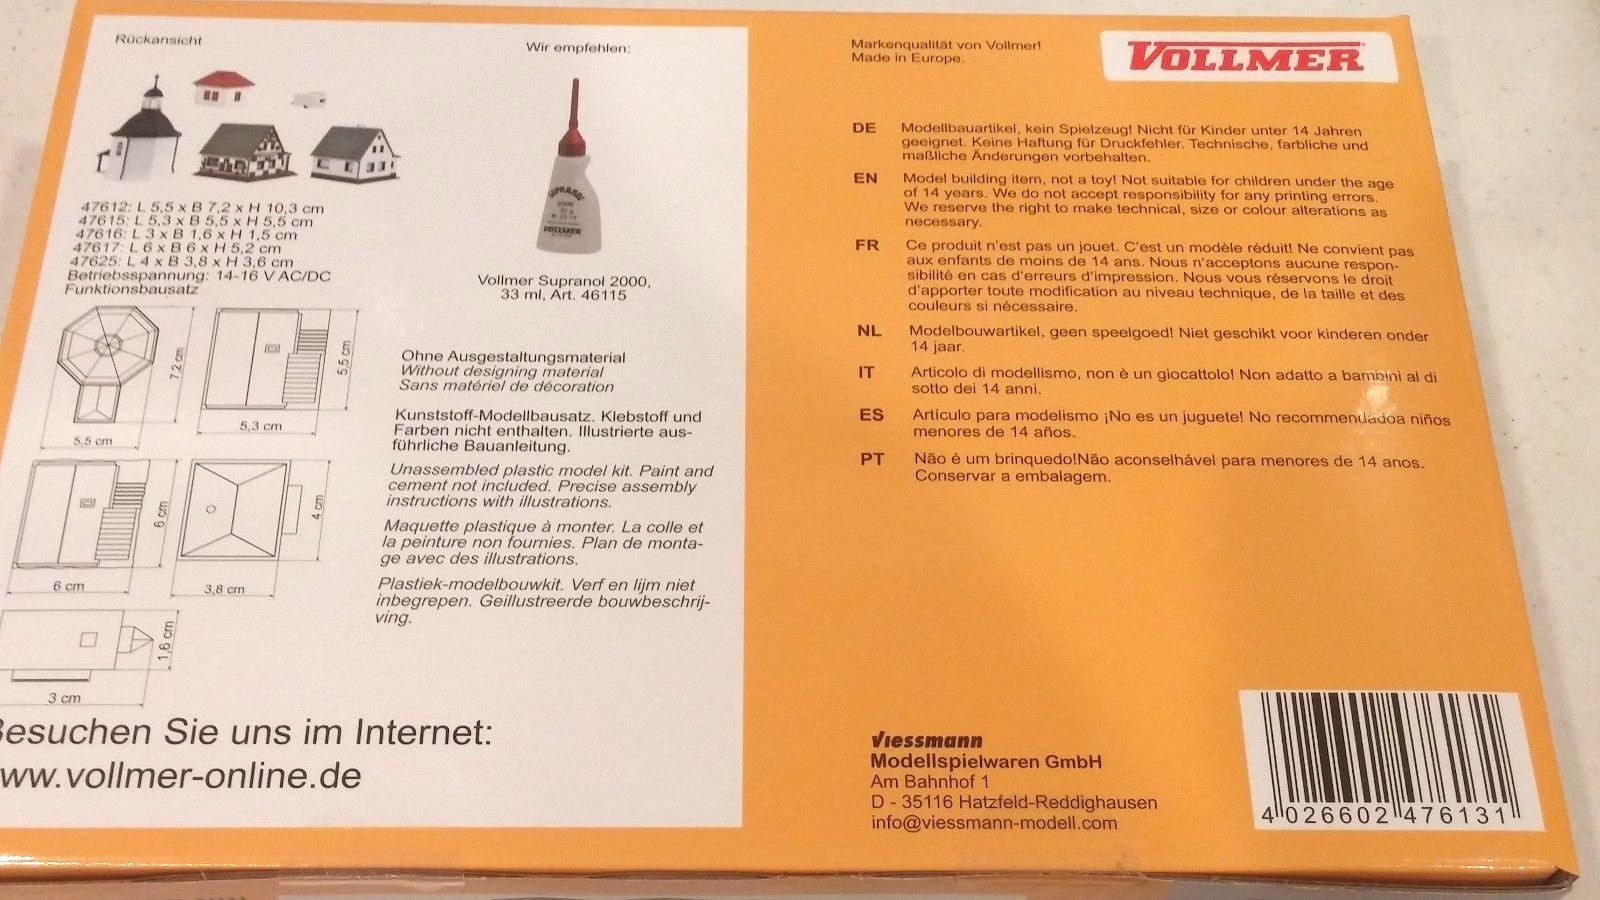 Rückansicht
47612: L 5,5 x B 7,2 x H 10,3 cm
47615: L 5,3 x B 5,5 x H 5,5 cm
47616: L 3 x B 1,6 x H 1,5 cm
47617: L 6 x B 6 x H 5,2 cm
47625: L 4 x B 3,8 x H 3,6 cm
Betriebsspannung: 14-16 V AC/DC
Funktionsbausatz
7,2 cm
5,5 cm
5,5 cm
5,3 cm
6 cm
6 cm
4 cm
3,8 cm
1,6 cm
3 cm
Wir empfehlen:
SUPRANOL
2000
VOLLMER
Vollmer Supranol 2000,
33 ml, Art. 46115
Ohne Ausgestaltungsmaterial
Without designing material
Sans matériel de décoration
Kunststoff-Modellbausatz. Klebstoff und
Farben nicht enthalten. Illustrierte aus-
führliche Bauanleitung.
Unassembled plastic model kit. Paint and
cement not included. Precise assembly
instructions with illustrations.
Maquette plastique à monter. La colle et
la peinture non fournies. Plan de monta-
ge avec des illustrations.
Plastiek-modelbouwkit. Verf en lijm niet
inbegrepen. Geillustreerde bouwbeschrij-
ving.
Besuchen Sie uns im Internet:
ww.vollmer-online.de
Markenqualität von Vollmer!
Made in Europe.
VOLLMER
DE Modellbauartikel, kein Spielzeug! Nicht für Kinder unter 14 Jahren
geeignet. Keine Haftung für Druckfehler. Technische, farbliche und
maßliche Änderungen vorbehalten.
EN Model building item, not a toy! Not suitable for children under the age
of 14 years. We do not accept responsibility for any printing errors.
We reserve the right to make technical, size or colour alterations as
necessary.
FR Ce produit n'est pas un jouet. C'est un modèle réduit! Ne convient pas
aux enfants de moins de 14 ans. Nous n'acceptons aucune respon-
sibilité en cas d'erreurs d'impression. Nous vous réservons le droit
d'apporter toute modification au niveau technique, de la taille et des
couleurs si nécessaire.
NL Modelbouwartikel, geen speelgoed! Niet geschikt voor kinderen onder
14 jaar.
IT Articolo di modellismo, non è un giocattolo! Non adatto a bambini al di
sotto dei 14 anni.
ES Artículo para modelismo ¡No es un juguete! No recommendadoa niños
menores de 14 años.
PT Não é um brinquedo!Não aconselhável para menores de 14 anos.
Conservar a embalagem.
Viessmann
Modellspielwaren GmbH
Am Bahnhof 1
D - 35116 Hatzfeld-Reddighausen
info@viessmann-modell.com
4 026602 476131